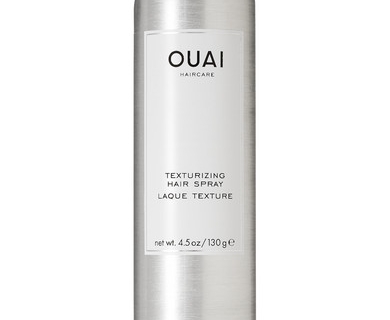 OUAI
HAIRCARE
TEXTURIZING
HAIR SPRAY
LAQUE TEXTURE
net wt. 4.5 oz / 130 g ℮